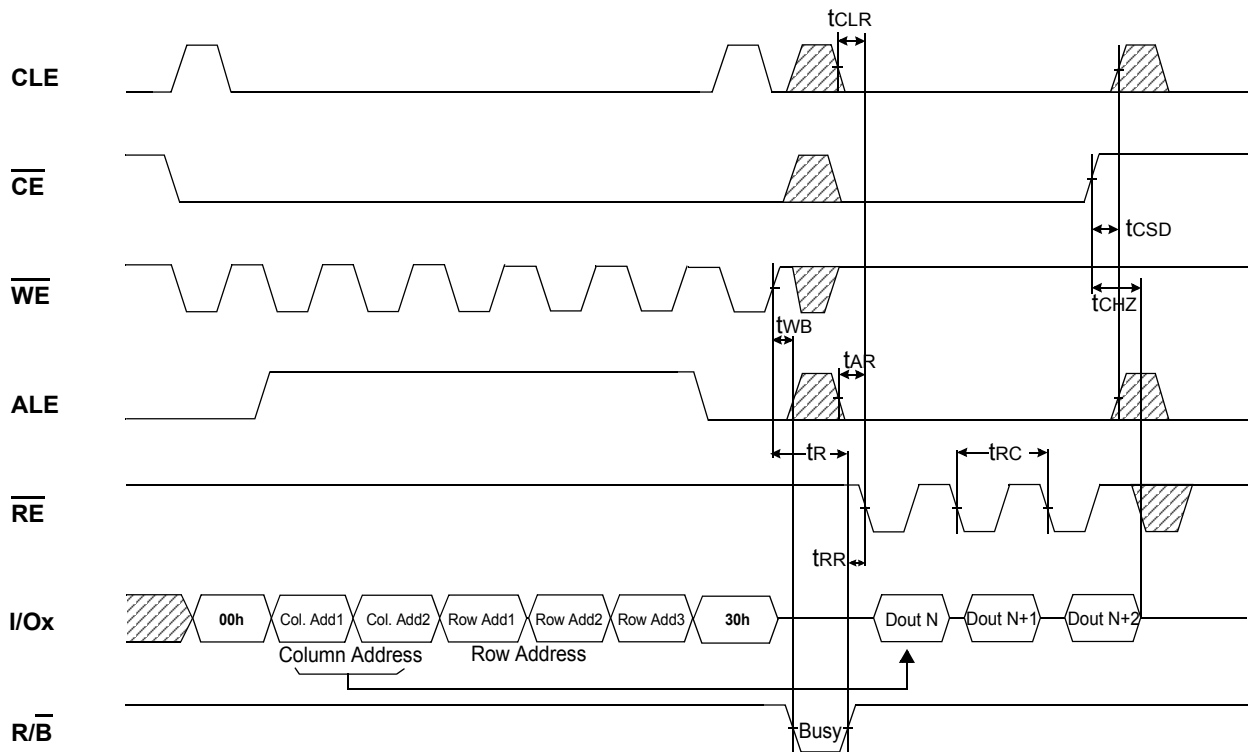 tCLR
CLE
CE
tCSD
WE
tCHZ
tWB
tAR
ALE
tR
tRC
RE
tRR
I/Ox
00h
Col. Add1
Col. Add2
Row Add1
Row Add2
Row Add3
30h
Dout N
Dout N+1
Dout N+2
Column Address
Row Address
R/B
Busy